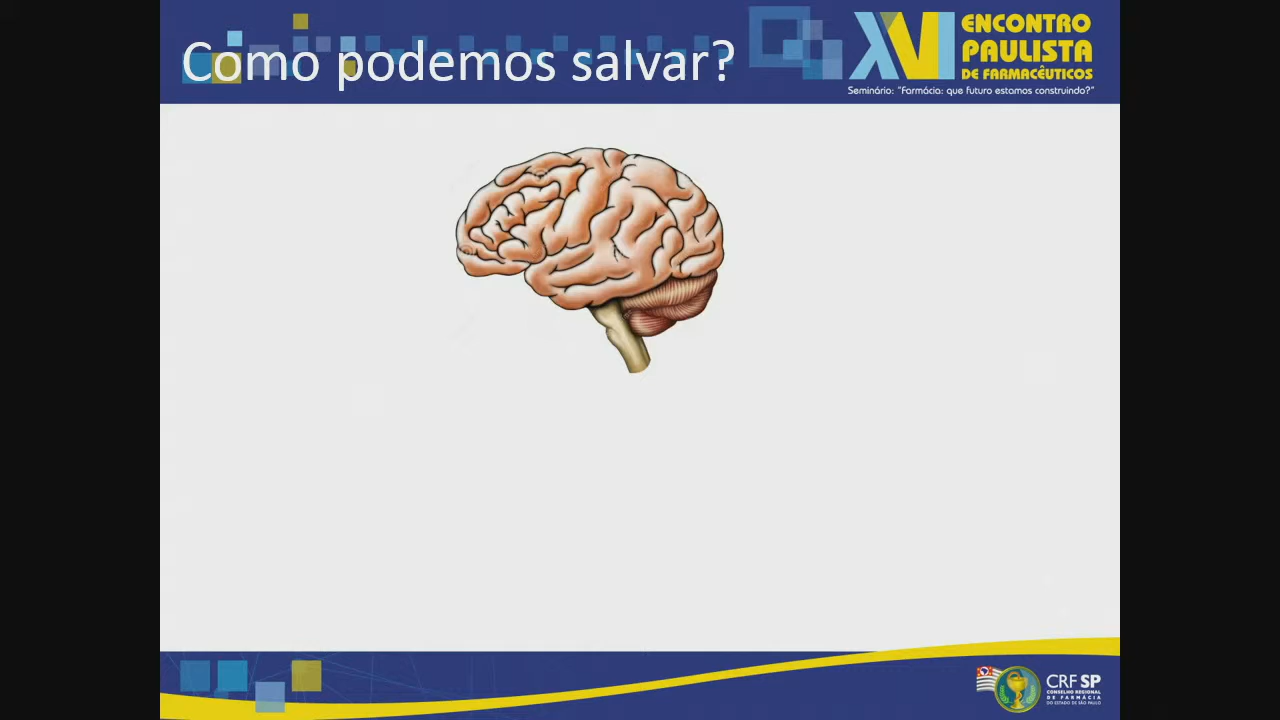 Como podemos salvar?
XVI
ENCONTRO
PAULISTA
DE FARMACÊUTICOS
Seminário: "Farmácia: que futuro estamos construindo?"
CRF SP
CONSELHO REGIONAL
DE FARMÁCIA
DO ESTADO DE SÃO PAULO